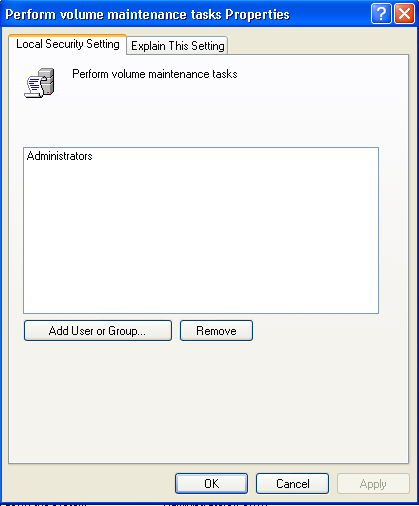 Perform volume maintenance tasks Properties
Local Security Setting
Explain This Setting
Perform volume maintenance tasks
Administrators
Add User or Group...
Remove
OK
Cancel
Apply